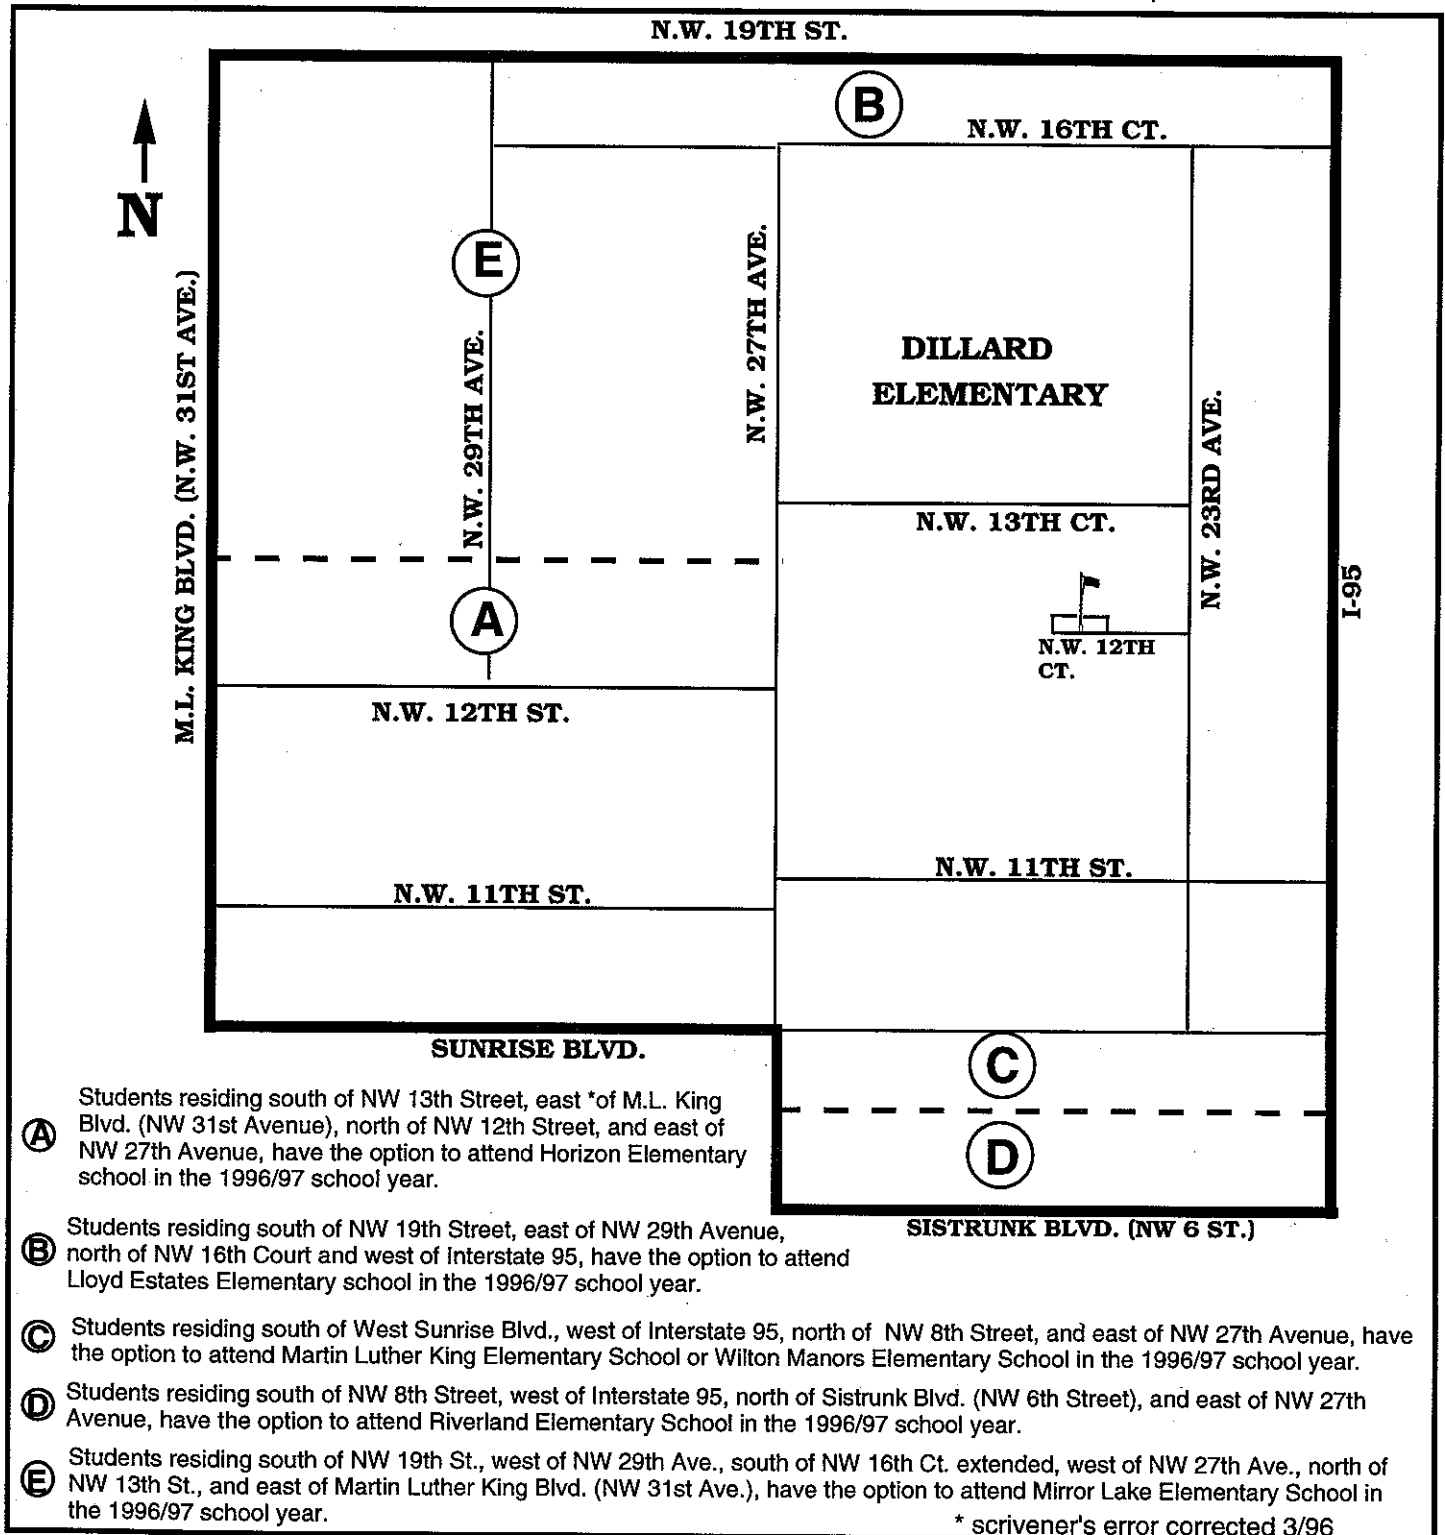 N.W. 19TH ST.
B
N.W. 16TH CT.
N
E
M.L. KING BLVD. (N.W. 31ST AVE.)
N.W. 29TH AVE.
N.W. 27TH AVE.
DILLARD
ELEMENTARY
N.W. 23RD AVE.
N.W. 13TH CT.
I-95
A
N.W. 12TH
CT.
N.W. 12TH ST.
N.W. 11TH ST.
N.W. 11TH ST.
SUNRISE BLVD.
C
D
SISTRUNK BLVD. (NW 6 ST.)
A Students residing south of NW 13th Street, east *of M.L. King
Blvd. (NW 31st Avenue), north of NW 12th Street, and east of
NW 27th Avenue, have the option to attend Horizon Elementary
school in the 1996/97 school year.
B Students residing south of NW 19th Street, east of NW 29th Avenue,
north of NW 16th Court and west of Interstate 95, have the option to attend
Lloyd Estates Elementary school in the 1996/97 school year.
C Students residing south of West Sunrise Blvd., west of Interstate 95, north of NW 8th Street, and east of NW 27th Avenue, have
the option to attend Martin Luther King Elementary School or Wilton Manors Elementary School in the 1996/97 school year.
D Students residing south of NW 8th Street, west of Interstate 95, north of Sistrunk Blvd. (NW 6th Street), and east of NW 27th
Avenue, have the option to attend Riverland Elementary School in the 1996/97 school year.
E Students residing south of NW 19th St., west of NW 29th Ave., south of NW 16th Ct. extended, west of NW 27th Ave., north of
NW 13th St., and east of Martin Luther King Blvd. (NW 31st Ave.), have the option to attend Mirror Lake Elementary School in
the 1996/97 school year.
* scrivener's error corrected 3/96